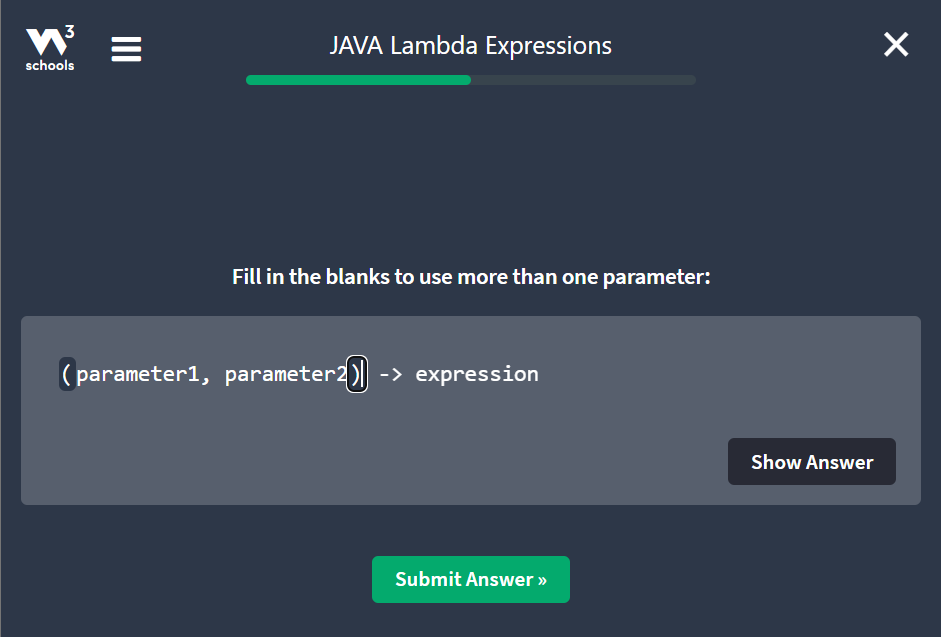 3
schools
JAVA Lambda Expressions
Fill in the blanks to use more than one parameter:
(parameter1, parameter2) -> expression
Show Answer
Submit Answer »